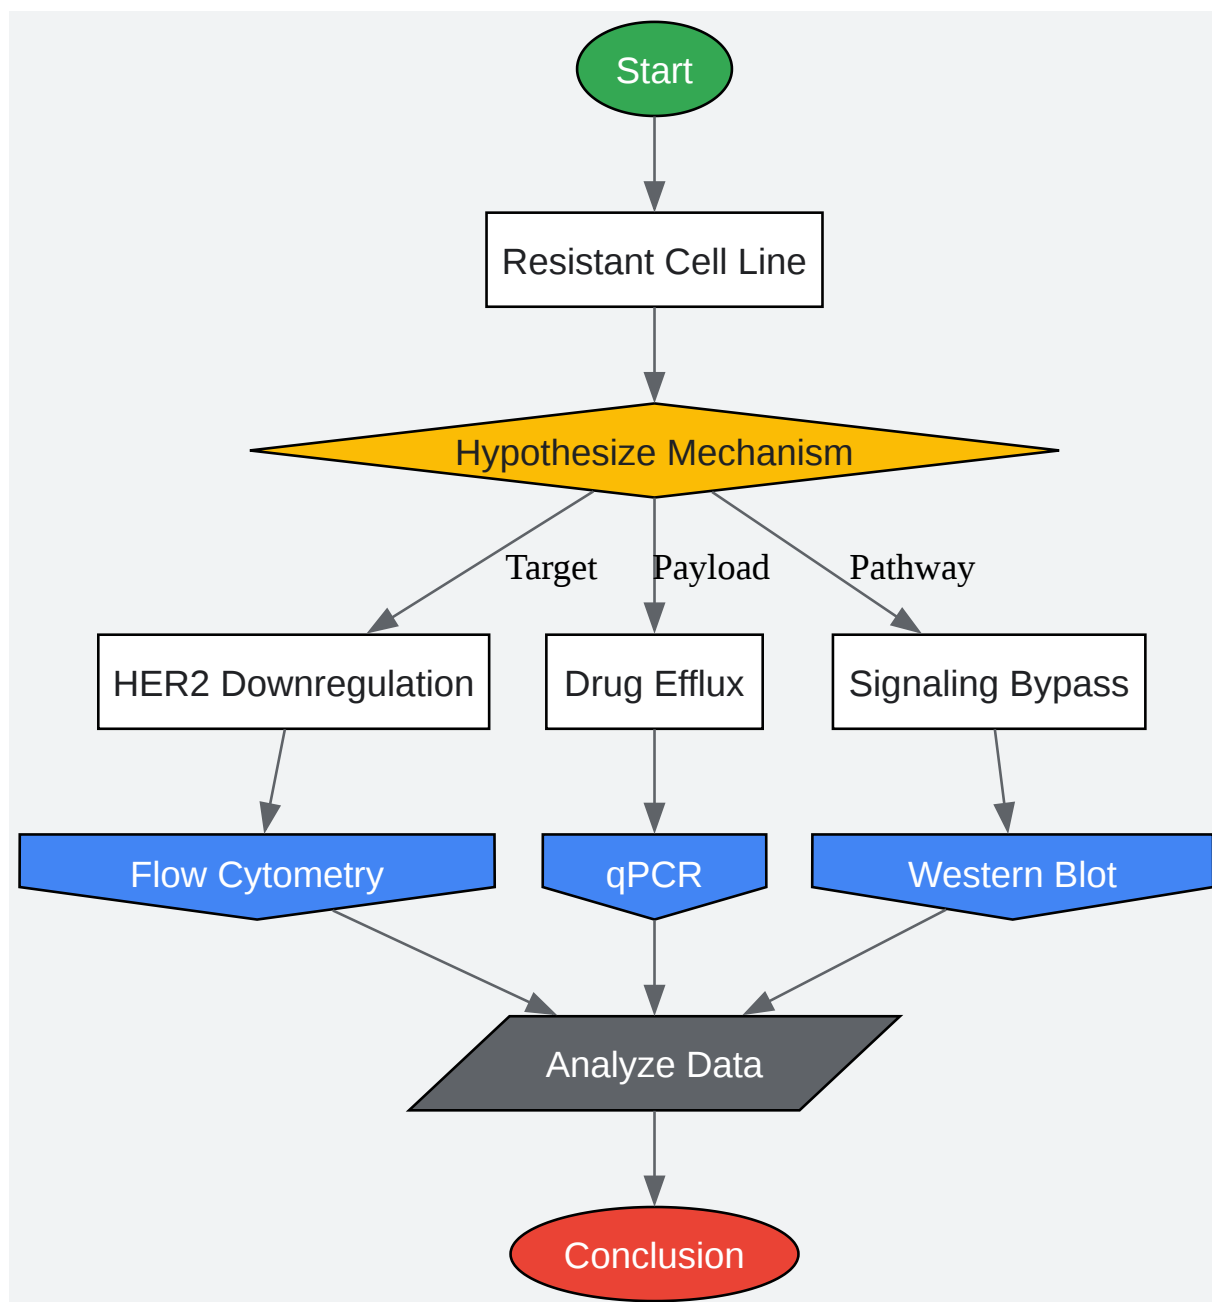 Start
Resistant Cell Line
Hypothesize Mechanism
Target
Payload
Pathway
HER2 Downregulation
Drug Efflux
Signaling Bypass
Flow Cytometry
qPCR
Western Blot
Analyze Data
Conclusion